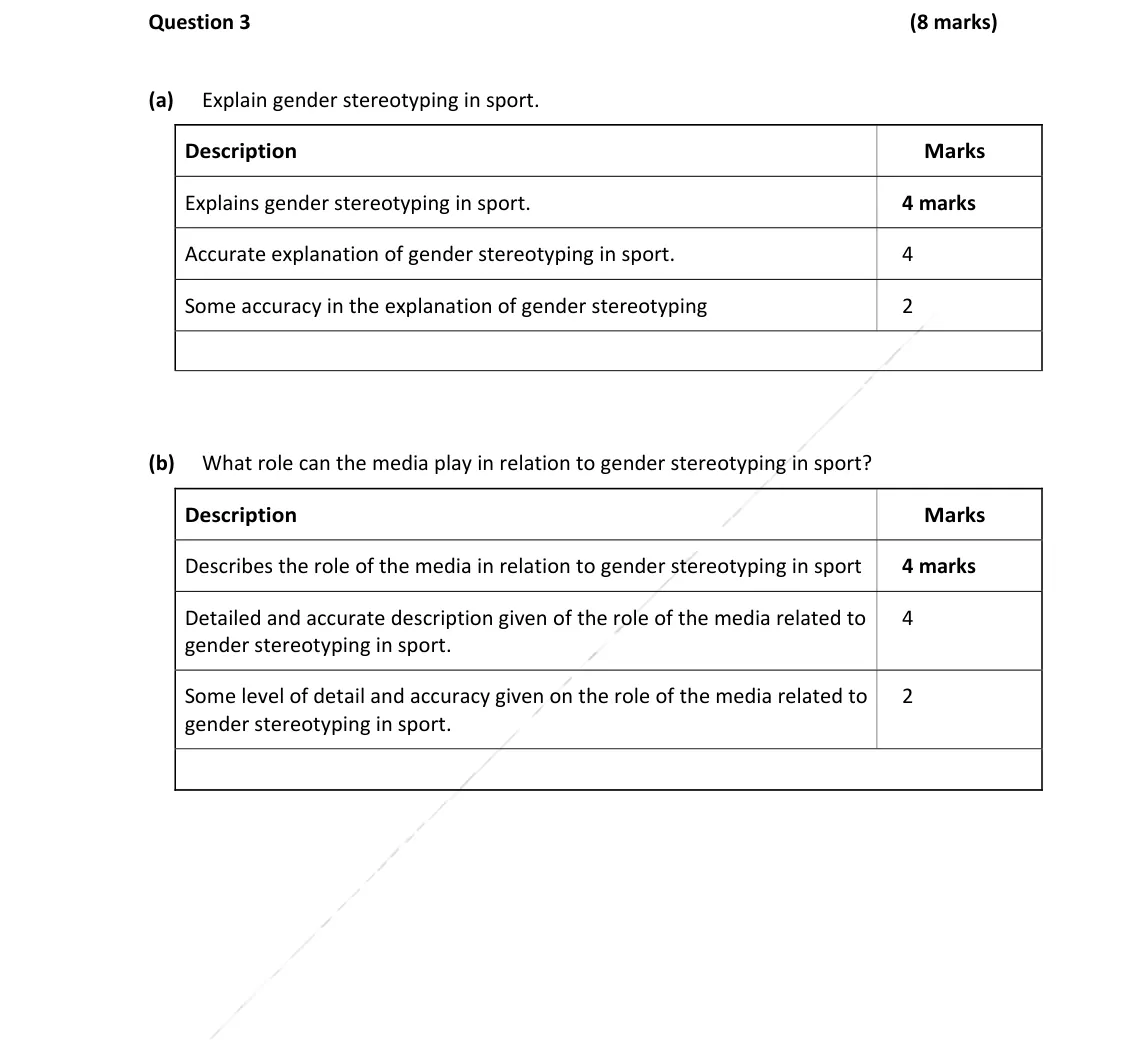 Question 3 (8 marks)
(a) Explain gender stereotyping in sport.
Description Marks
Explains gender stereotyping in sport. 4 marks
Accurate explanation of gender stereotyping in sport. 4
Some accuracy in the explanation of gender stereotyping 2
(b) What role can the media play in relation to gender stereotyping in sport?
Description Marks
Describes the role of the media in relation to gender stereotyping in sport 4 marks
Detailed and accurate description given of the role of the media related to 4
gender stereotyping in sport.
Some level of detail and accuracy given on the role of the media related to 2
gender stereotyping in sport.